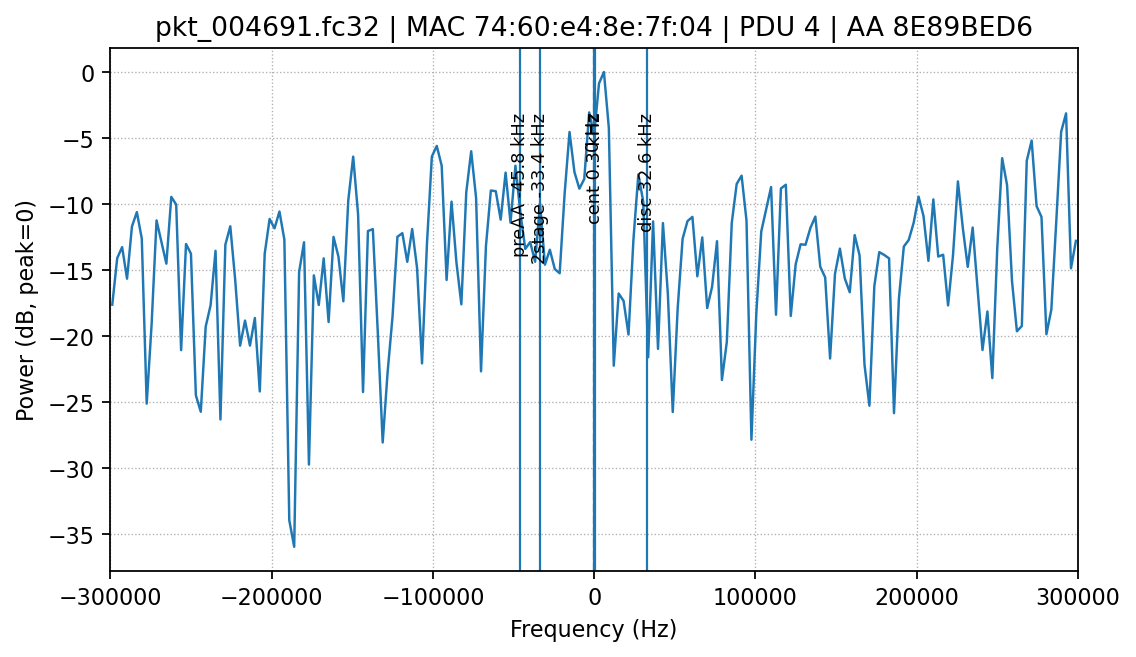 pkt_004691.fc32 | MAC 74:60:e4:8e:7f:04 | PDU 4 | AA 8E89BED6
Power (dB, peak=0)
0
−5
−10
−15
−20
−25
−30
−35
preAA -45.8 kHz
2stage -33.4 kHz
cent 0.30 kHz
disc 32.6 kHz
−300000
−200000
−100000
0
100000
200000
300000
Frequency (Hz)